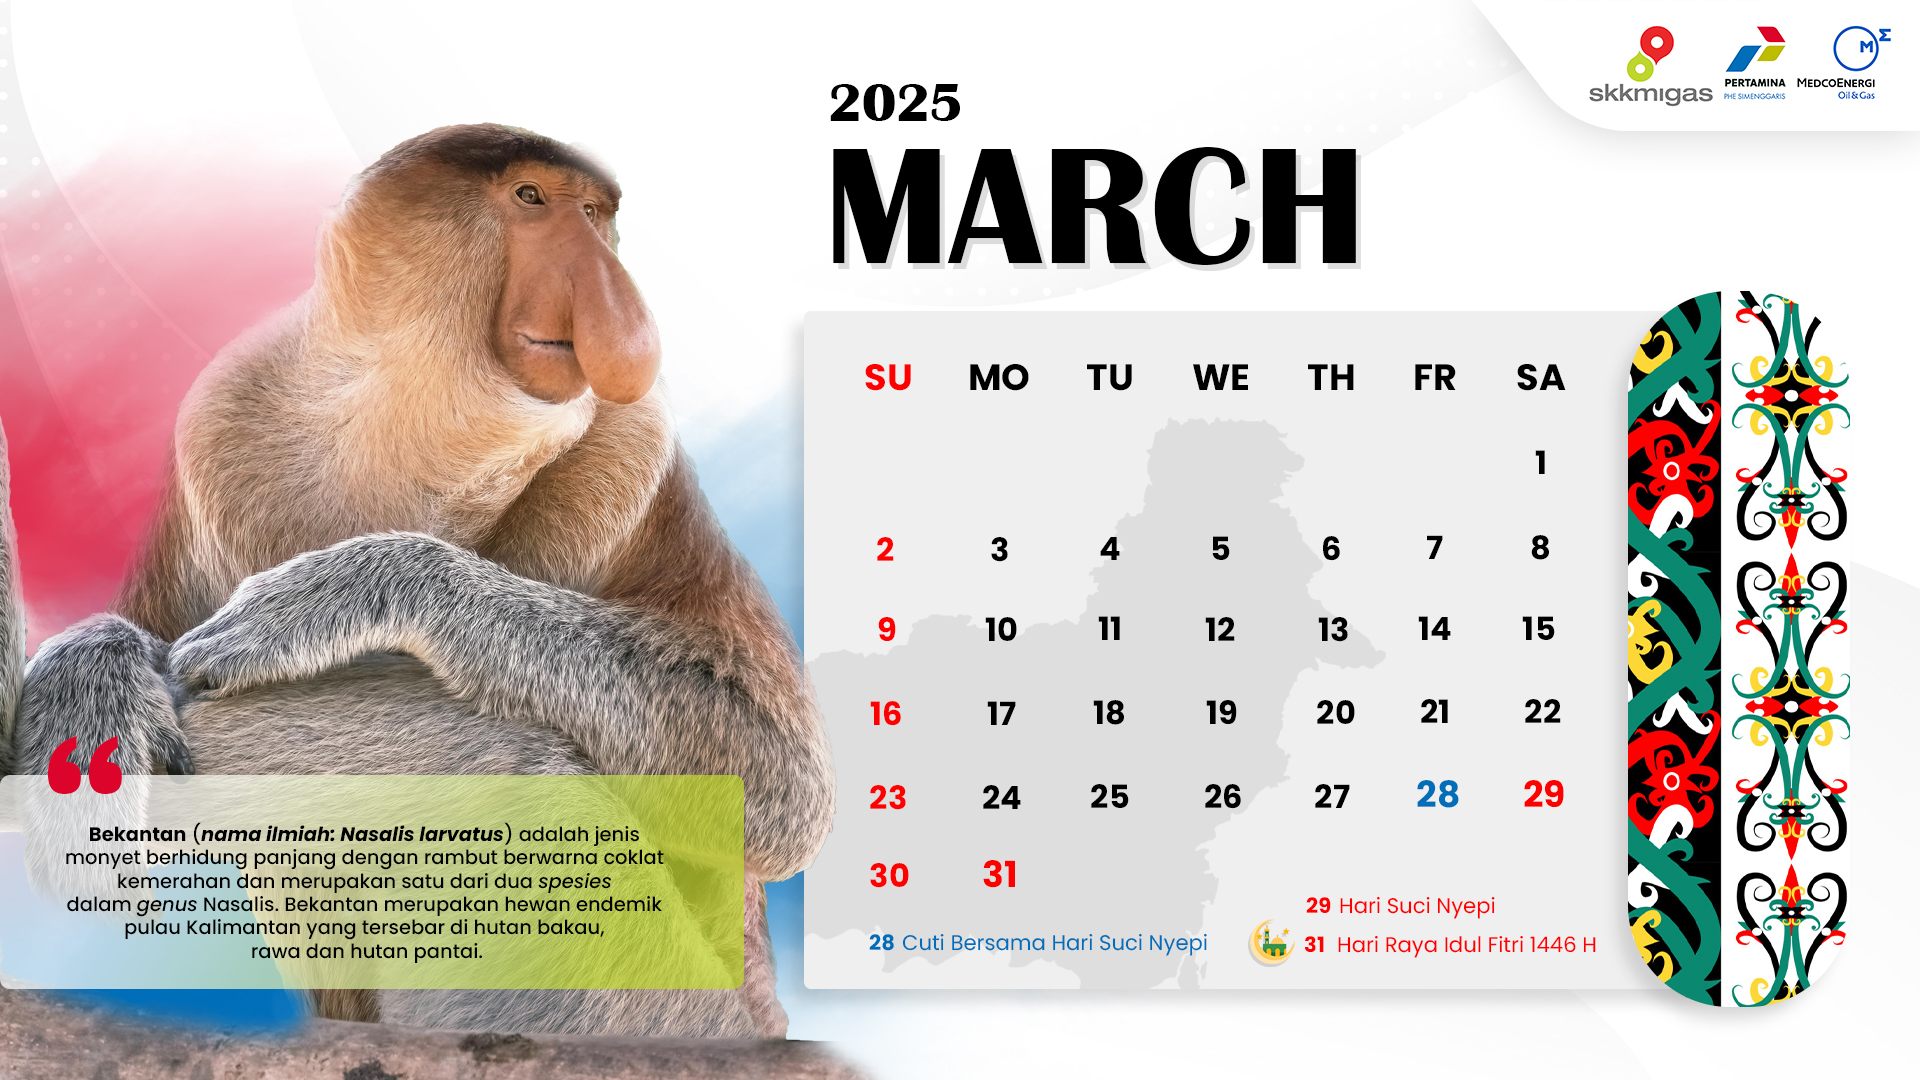 skkmigas
PERTAMINA
PHE SIMENGGARIS
MEDCOENERGI
Oil & Gas
2025
MARCH
SU MO TU WE TH FR SA
1
2 3 4 5 6 7 8
9 10 11 12 13 14 15
16 17 18 19 20 21 22
23 24 25 26 27 28 29
30 31
29 Hari Suci Nyepi
28 Cuti Bersama Hari Suci Nyepi
31 Hari Raya Idul Fitri 1446 H
Bekantan (nama ilmiah: Nasalis larvatus) adalah jenis
monyet berhidung panjang dengan rambut berwarna coklat
kemerahan dan merupakan satu dari dua spesies
dalam genus Nasalis. Bekantan merupakan hewan endemik
pulau Kalimantan yang tersebar di hutan bakau,
rawa dan hutan pantai.